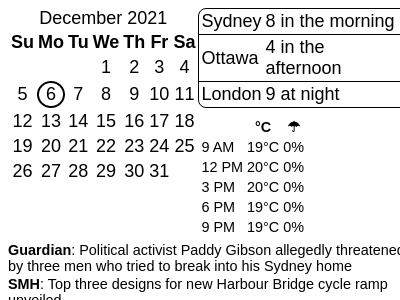 December 2021
Su Mo Tu We Th Fr Sa
1 2 3 4
5 6 7 8 9 10 11
12 13 14 15 16 17 18
19 20 21 22 23 24 25
26 27 28 29 30 31
Sydney 8 in the morning
Ottawa 4 in the
afternoon
London 9 at night
°C ☂
9 AM 19°C 0%
12 PM 20°C 0%
3 PM 20°C 0%
6 PM 19°C 0%
9 PM 19°C 0%
Guardian: Political activist Paddy Gibson allegedly threatened
by three men who tried to break into his Sydney home
SMH: Top three designs for new Harbour Bridge cycle ramp
unveiled